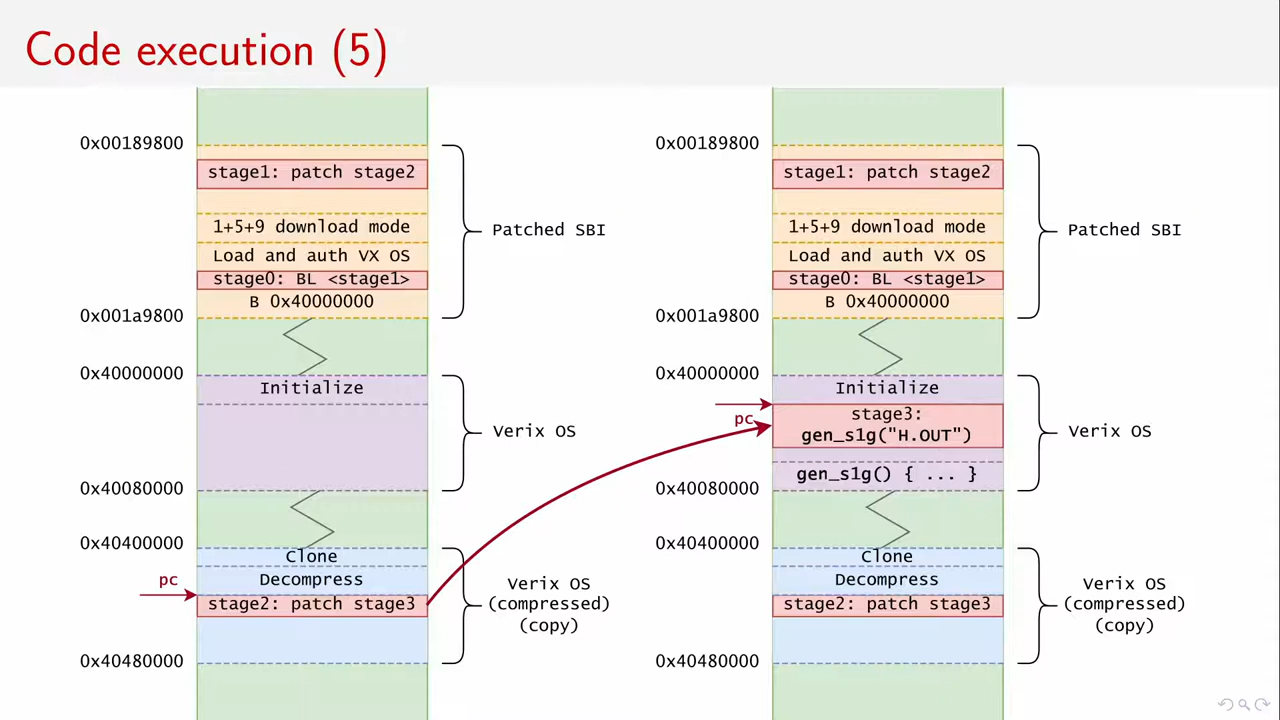 Code execution (5)
0x00189800
stage1: patch stage2
1+5+9 download mode
Load and auth VX OS
stage0: BL <stage1>
B 0x40000000
0x001a9800
Patched SBI
0x40000000
Initialize
Verix OS
0x40080000
0x40400000
Clone
Decompress
pc
stage2: patch stage3
Verix OS
(compressed)
(copy)
0x40480000
0x00189800
stage1: patch stage2
1+5+9 download mode
Load and auth VX OS
stage0: BL <stage1>
B 0x40000000
0x001a9800
Patched SBI
0x40000000
Initialize
pc
stage3:
gen_s1g("H.OUT")
gen_s1g() { ... }
Verix OS
0x40080000
0x40400000
Clone
Decompress
stage2: patch stage3
Verix OS
(compressed)
(copy)
0x40480000